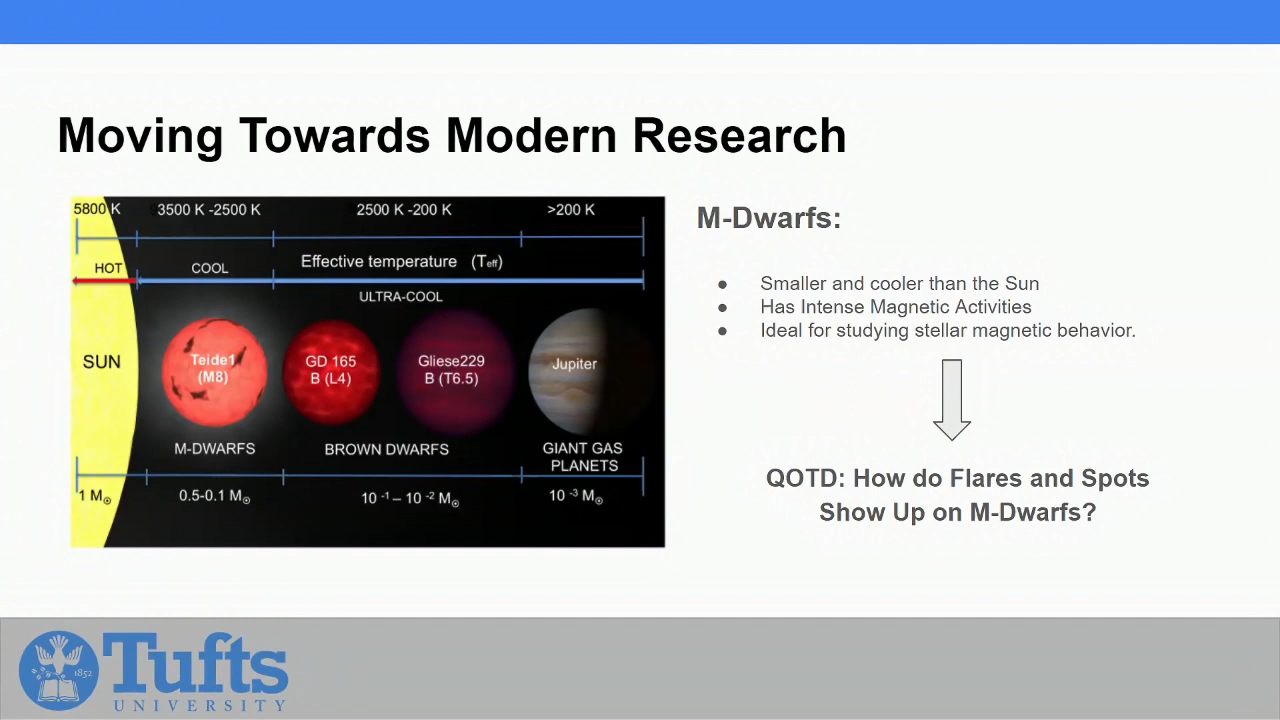 Moving Towards Modern Research
5800 K 3500 K -2500 K 2500 K -200 K >200 K
Effective temperature (Teff)
HOT COOL
ULTRA-COOL
SUN
Teide1
(M8)
GD 165
B (L4)
Gliese229
B (T6.5)
Jupiter
M-DWARFS BROWN DWARFS GIANT GAS
PLANETS
1 M☉ 0.5-0.1 M☉ 10 -1 – 10 -2 M☉ 10 -3 M☉
M-Dwarfs:
● Smaller and cooler than the Sun
● Has Intense Magnetic Activities
● Ideal for studying stellar magnetic behavior.
QOTD: How do Flares and Spots
Show Up on M-Dwarfs?
1852
Tufts
UNIVERSITY